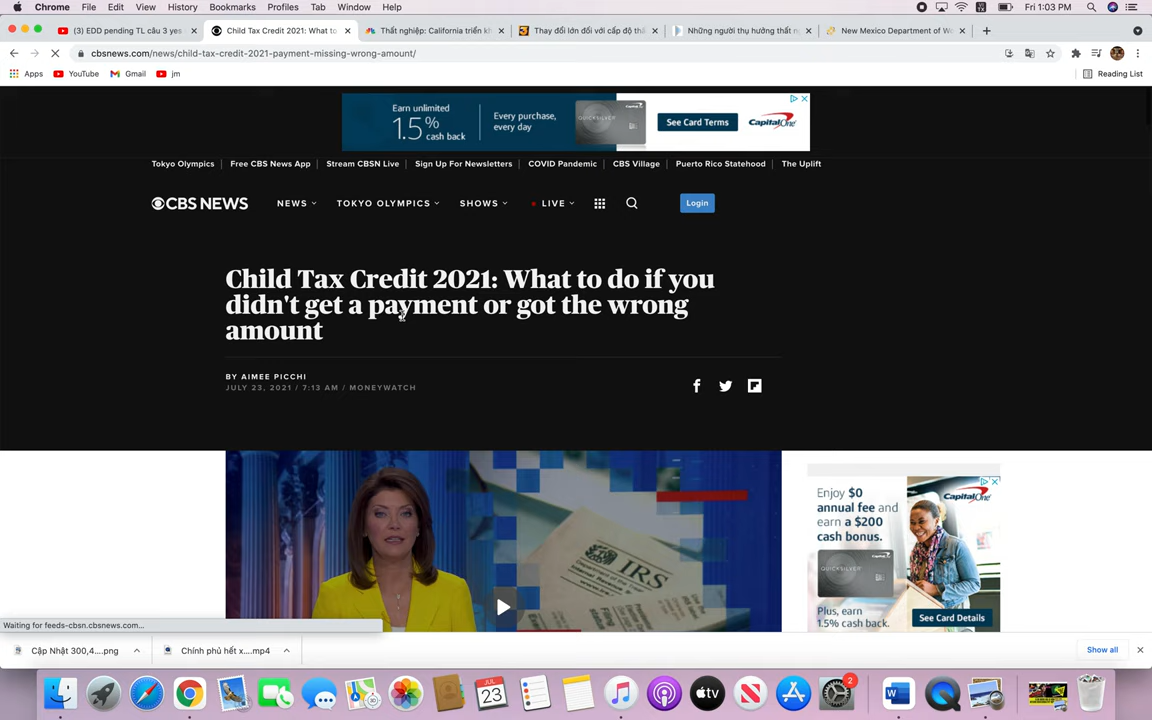 Chrome File Edit View History Bookmarks Profiles Tab Window Help Fri 1:03 PM
(3) EDD pending TL câu 3 yes
Child Tax Credit 2021: What to
Thất nghiệp: California triển kh
Thay đổi lớn đối với cấp độ thấ
Những người thụ hưởng thất n
New Mexico Department of Wo
cbsnews.com/news/child-tax-credit-2021-payment-missing-wrong-amount/
Apps YouTube Gmail jm Reading List
Earn unlimited
1.5%
cash back
Every purchase,
every day
QUICKSILVER
See Card Terms
Capital One
Tokyo Olympics Free CBS News App Stream CBSN Live Sign Up For Newsletters COVID Pandemic CBS Village Puerto Rico Statehood The Uplift
CBS NEWS NEWS TOKYO OLYMPICS SHOWS LIVE Login
Child Tax Credit 2021: What to do if you
didn't get a payment or got the wrong
amount
BY AIMEE PICCHI
JULY 23, 2021 / 7:13 AM / MONEYWATCH
IRS
Enjoy $0
annual fee and
earn a $200
cash bonus.
Capital One
QUICKSILVER
Plus, earn
1.5% cash back.
See Card Details
Waiting for feeds-cbsn.cbsnews.com...
Cập Nhật 300,4....png
Chính phủ hết x....mp4
Show all
JUL
23
2